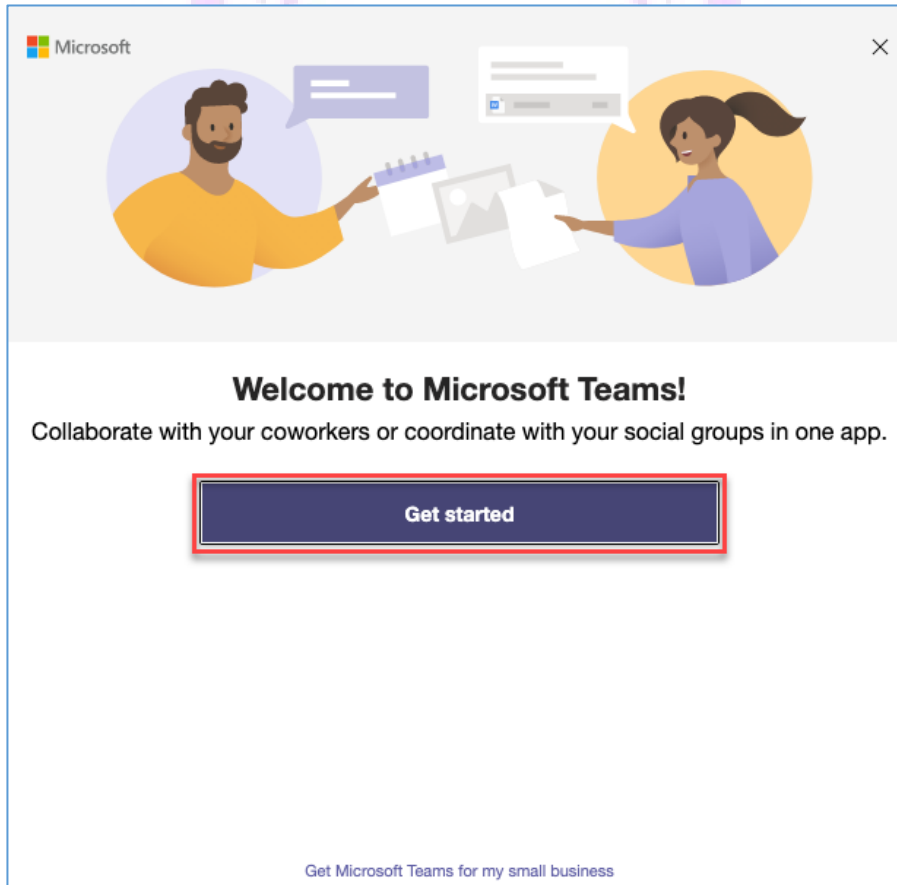 Microsoft
Welcome to Microsoft Teams!
Collaborate with your coworkers or coordinate with your social groups in one app.
Get started
Get Microsoft Teams for my small business